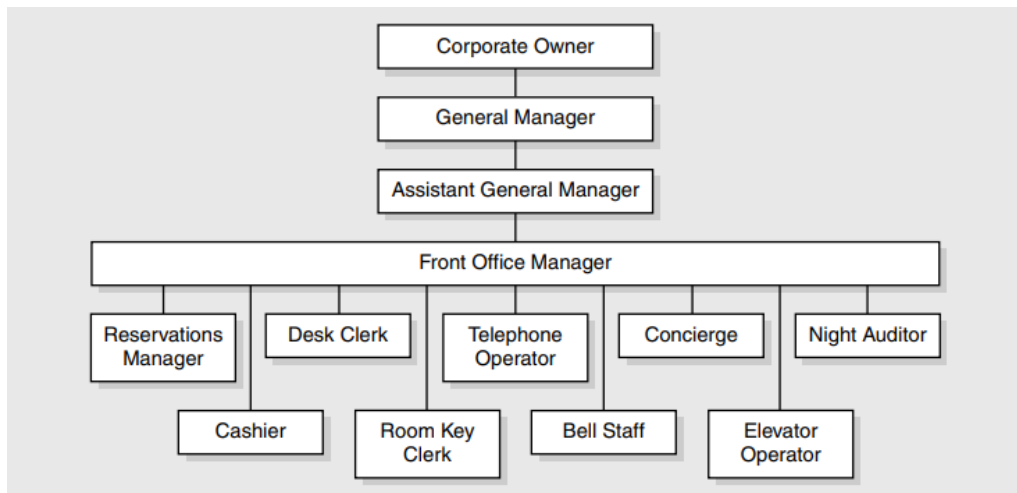 Corporate Owner
General Manager
Assistant General Manager
Front Office Manager
Reservations
Manager
Desk Clerk
Telephone
Operator
Concierge
Night Auditor
Cashier
Room Key
Clerk
Bell Staff
Elevator
Operator